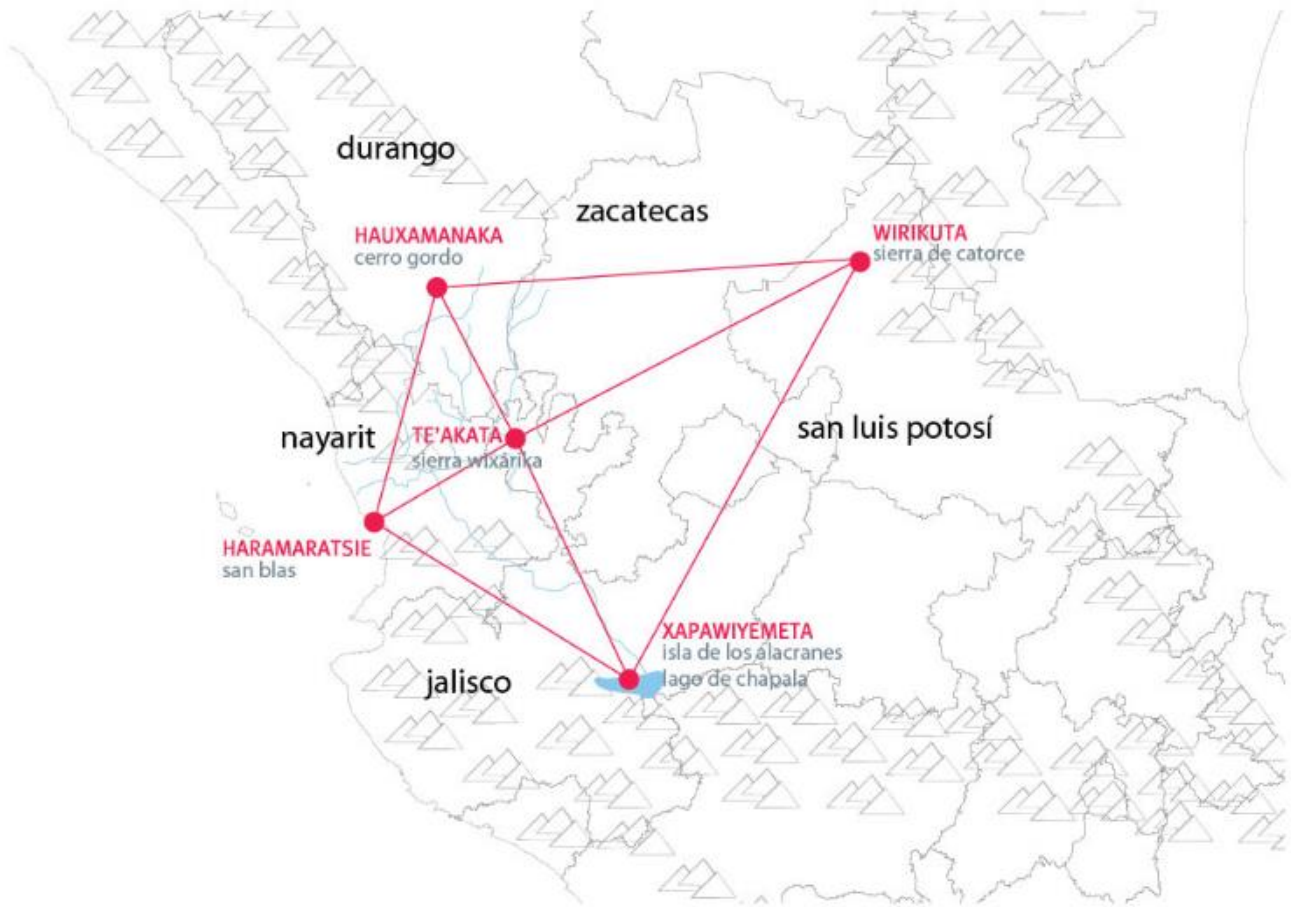 durango
zacatecas
HAUXAMANAKA
cerro gordo
WIRIKUTA
sierra de catorce
nayarit
TE'AKATA
sierra wixárika
san luis potosí
HARAMARATSIE
san blas
XAPAWIYEMETA
isla de los álacranes
lago de chapala
jalisco